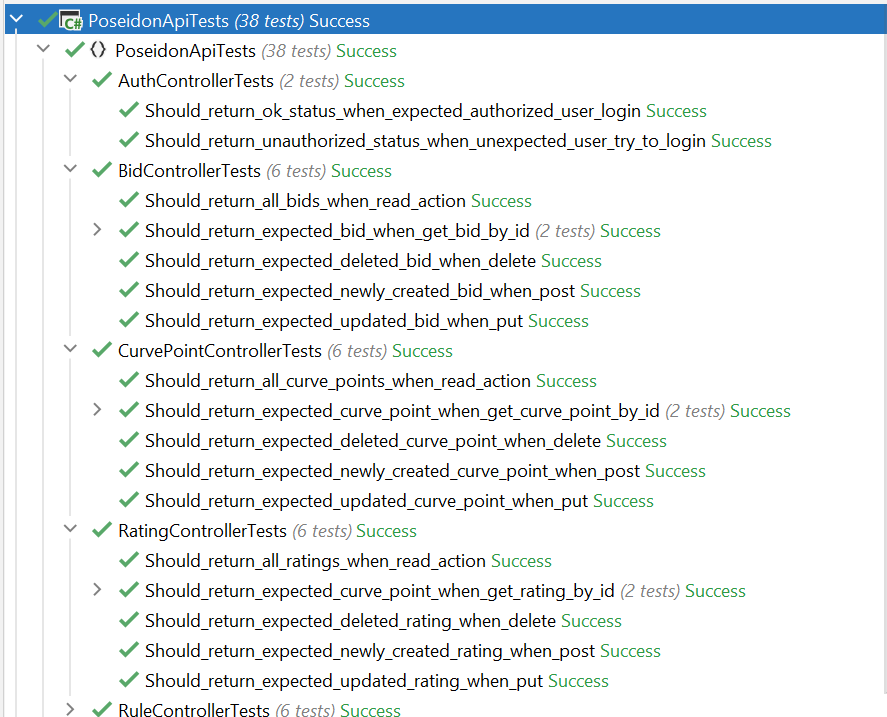 C# PoseidonApiTests (38 tests) Success
PoseidonApiTests (38 tests) Success
AuthControllerTests (2 tests) Success
Should_return_ok_status_when_expected_authorized_user_login Success
Should_return_unauthorized_status_when_unexpected_user_try_to_login Success
BidControllerTests (6 tests) Success
Should_return_all_bids_when_read_action Success
Should_return_expected_bid_when_get_bid_by_id (2 tests) Success
Should_return_expected_deleted_bid_when_delete Success
Should_return_expected_newly_created_bid_when_post Success
Should_return_expected_updated_bid_when_put Success
CurvePointControllerTests (6 tests) Success
Should_return_all_curve_points_when_read_action Success
Should_return_expected_curve_point_when_get_curve_point_by_id (2 tests) Success
Should_return_expected_deleted_curve_point_when_delete Success
Should_return_expected_newly_created_curve_point_when_post Success
Should_return_expected_updated_curve_point_when_put Success
RatingControllerTests (6 tests) Success
Should_return_all_ratings_when_read_action Success
Should_return_expected_curve_point_when_get_rating_by_id (2 tests) Success
Should_return_expected_deleted_rating_when_delete Success
Should_return_expected_newly_created_rating_when_post Success
Should_return_expected_updated_rating_when_put Success
RuleControllerTests (6 tests) Success